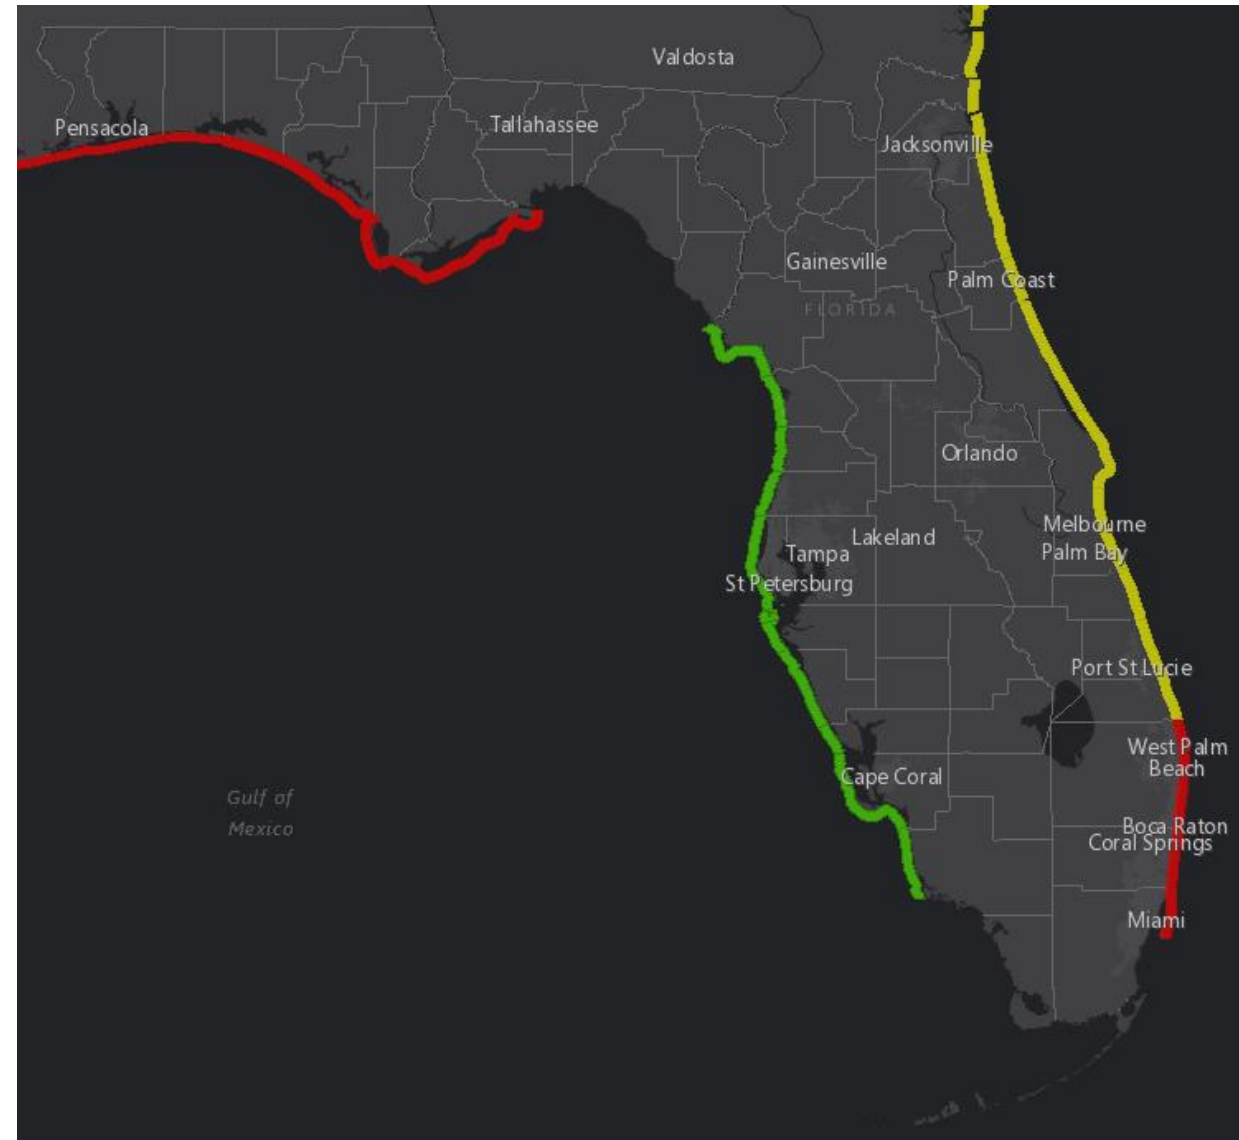 Valdosta
Pensacola
Tallahassee
Jacksonville
Gainesville
Palm Coast
FLORIDA
Orlando
Melbourne
Lakeland
Tampa
Palm Bay
St Petersburg
Port St Lucie
West Palm
Beach
Cape Coral
Gulf of
Mexico
Boca Raton
Coral Springs
Miami